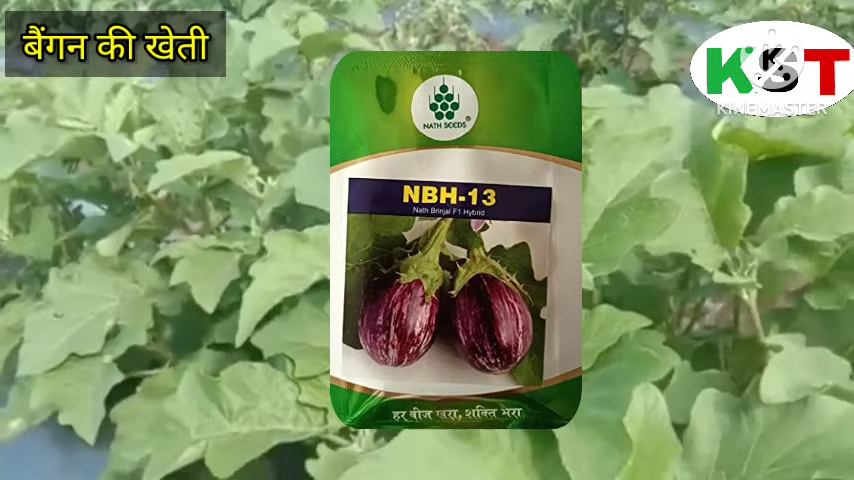 बैंगन की खेती
KST
KINEMASTER
NATH SEEDS®
NBH-13
Nath Brinjal F1 Hybrid
हर बीज खरा, शक्ति भरा